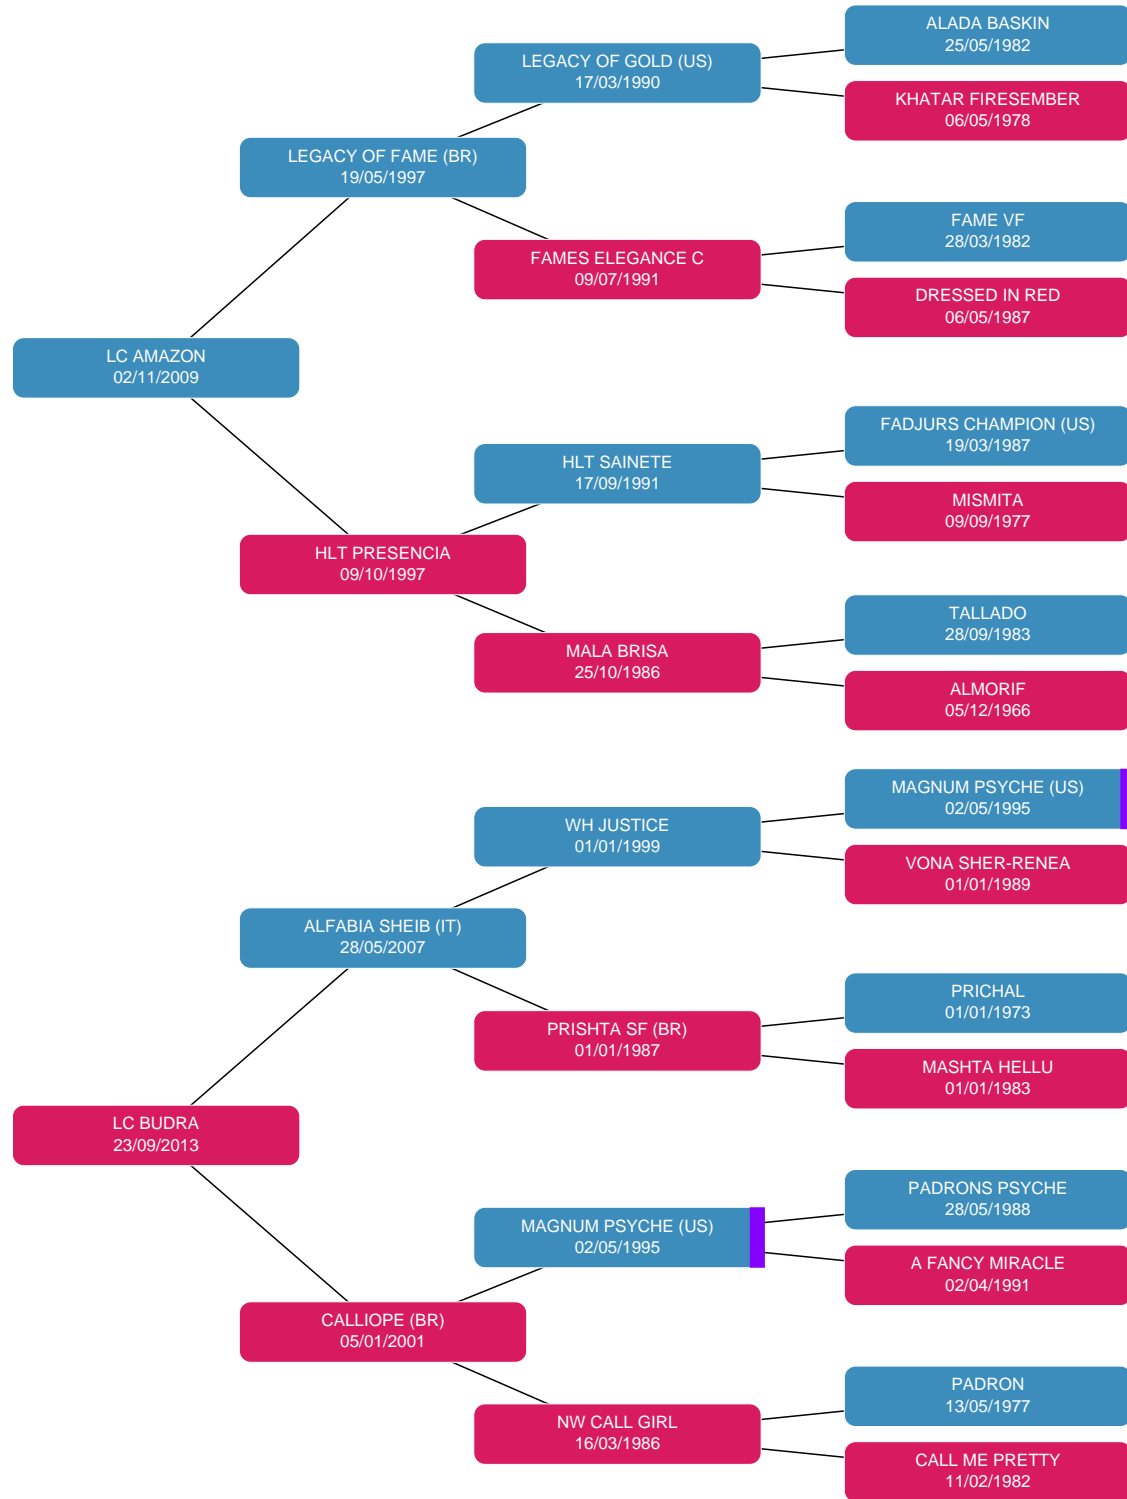 ALADA BASKIN
25/05/1982
LEGACY OF GOLD (US)
17/03/1990
KHATAR FIRESEMBER
06/05/1978
LEGACY OF FAME (BR)
19/05/1997
FAME VF
28/03/1982
FAMES ELEGANCE C
09/07/1991
DRESSED IN RED
06/05/1987
LC AMAZON
02/11/2009
FADJURS CHAMPION (US)
19/03/1987
HLT SAINETE
17/09/1991
MISMITA
09/09/1977
HLT PRESENCIA
09/10/1997
TALLADO
28/09/1983
MALA BRISA
25/10/1986
ALMORIF
05/12/1966
MAGNUM PSYCHE (US)
02/05/1995
WH JUSTICE
01/01/1999
VONA SHER-RENEA
01/01/1989
ALFABIA SHEIB (IT)
28/05/2007
PRICHAL
01/01/1973
PRISHTA SF (BR)
01/01/1987
MASHTA HELLU
01/01/1983
LC BUDRA
23/09/2013
PADRONS PSYCHE
28/05/1988
MAGNUM PSYCHE (US)
02/05/1995
A FANCY MIRACLE
02/04/1991
CALLIOPE (BR)
05/01/2001
PADRON
13/05/1977
NW CALL GIRL
16/03/1986
CALL ME PRETTY
11/02/1982